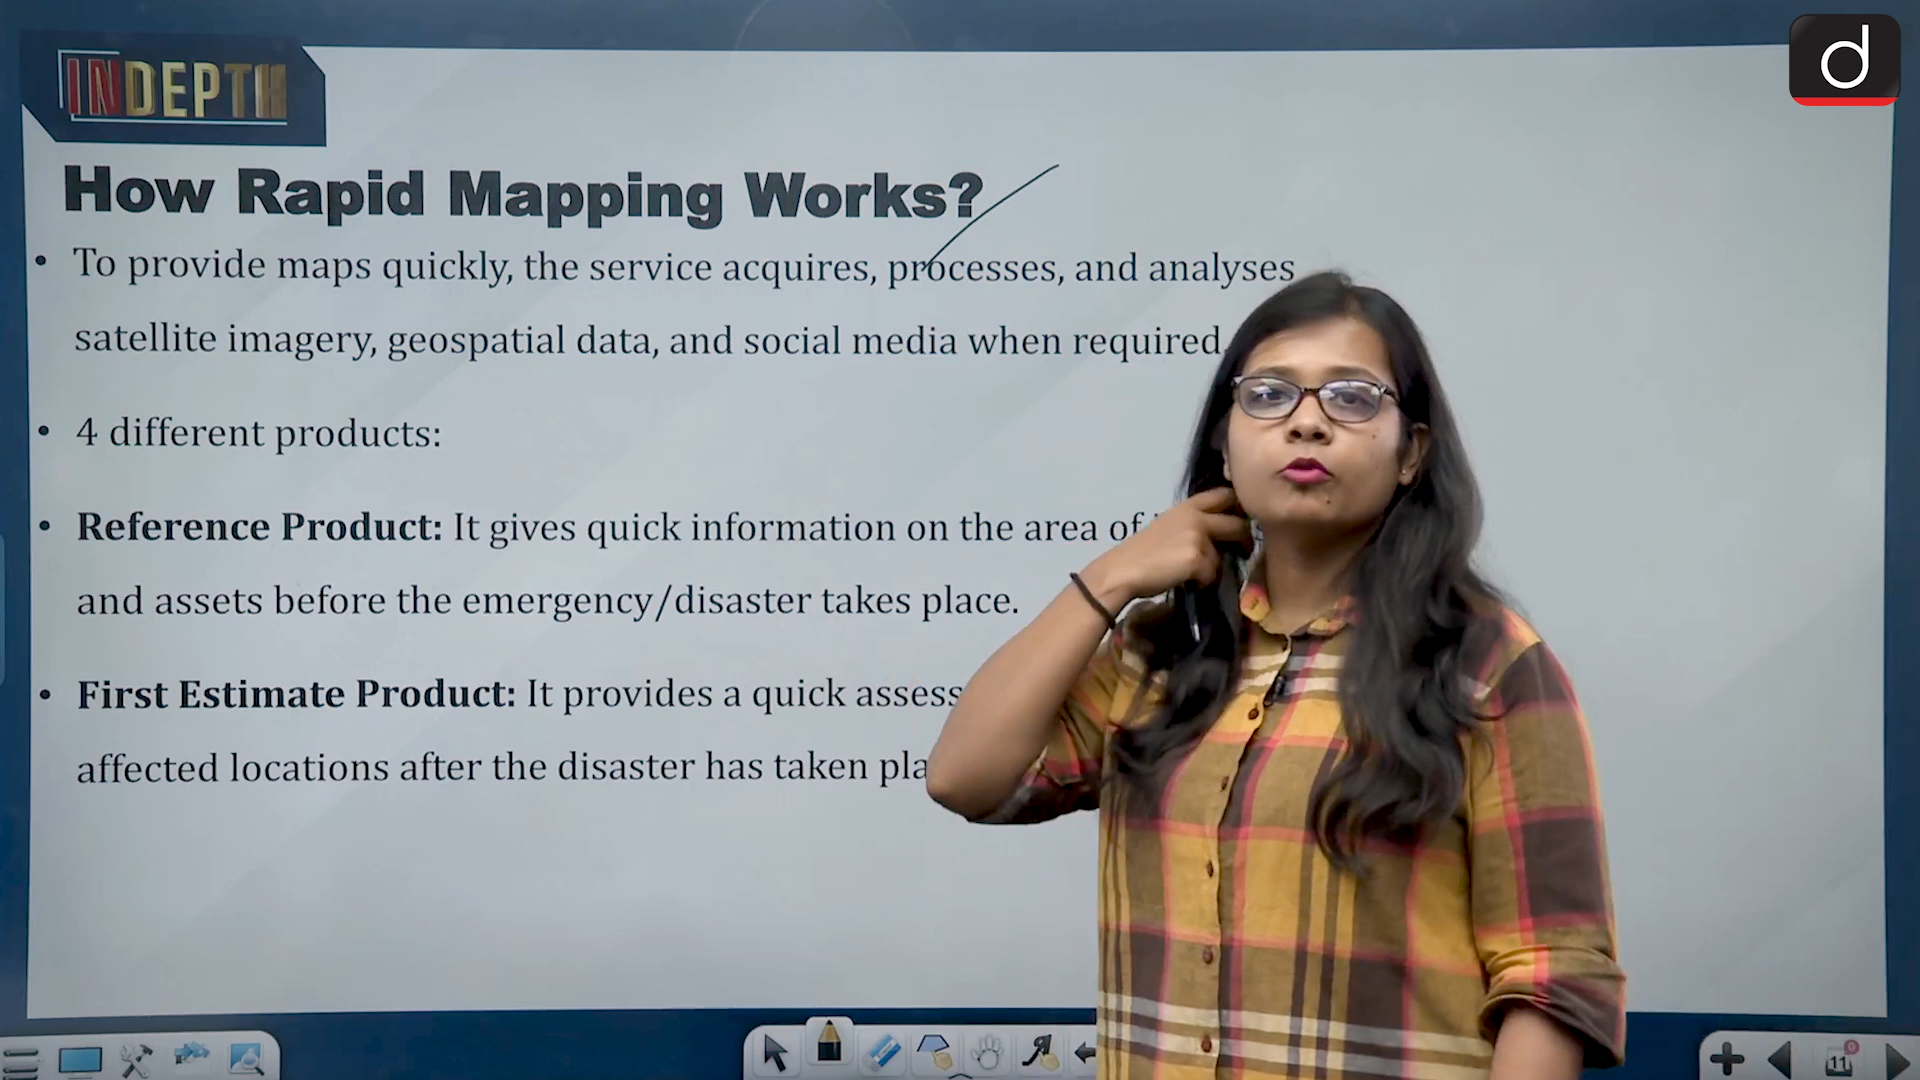 INDEPTH
d
How Rapid Mapping Works?
• To provide maps quickly, the service acquires, processes, and analyses
satellite imagery, geospatial data, and social media when required.
• 4 different products:
• Reference Product: It gives quick information on the area of
and assets before the emergency/disaster takes place.
• First Estimate Product: It provides a quick assess
affected locations after the disaster has taken pla
11
0